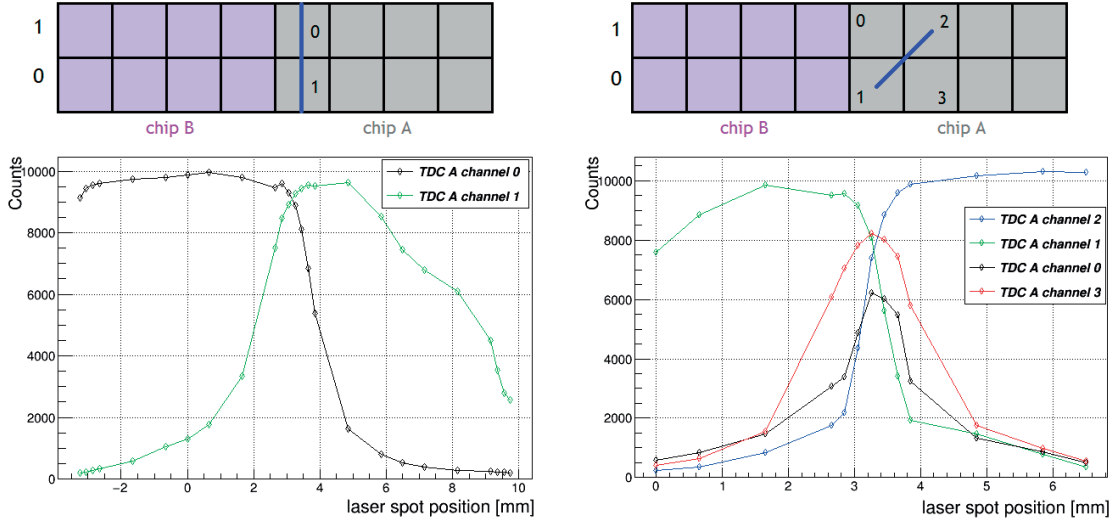 1
0
0
1
chip B
chip A
Counts
10000
8000
6000
4000
2000
0
−2
0
2
4
6
8
10
laser spot position [mm]
TDC A channel 0
TDC A channel 1
1
0
0
2
1
3
chip B
chip A
Counts
10000
8000
6000
4000
2000
0
0
1
2
3
4
5
6
laser spot position [mm]
TDC A channel 2
TDC A channel 1
TDC A channel 0
TDC A channel 3